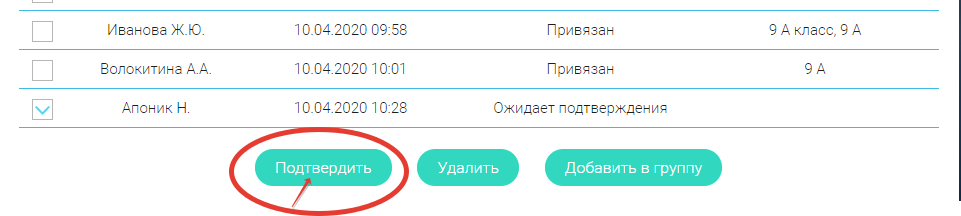 Иванова Ж.Ю. 10.04.2020 09:58 Привязан 9 А класс, 9 А
Волокитина А.А. 10.04.2020 10:01 Привязан 9 А
Апоник Н. 10.04.2020 10:28 Ожидает подтверждения
Подтвердить Удалить Добавить в группу